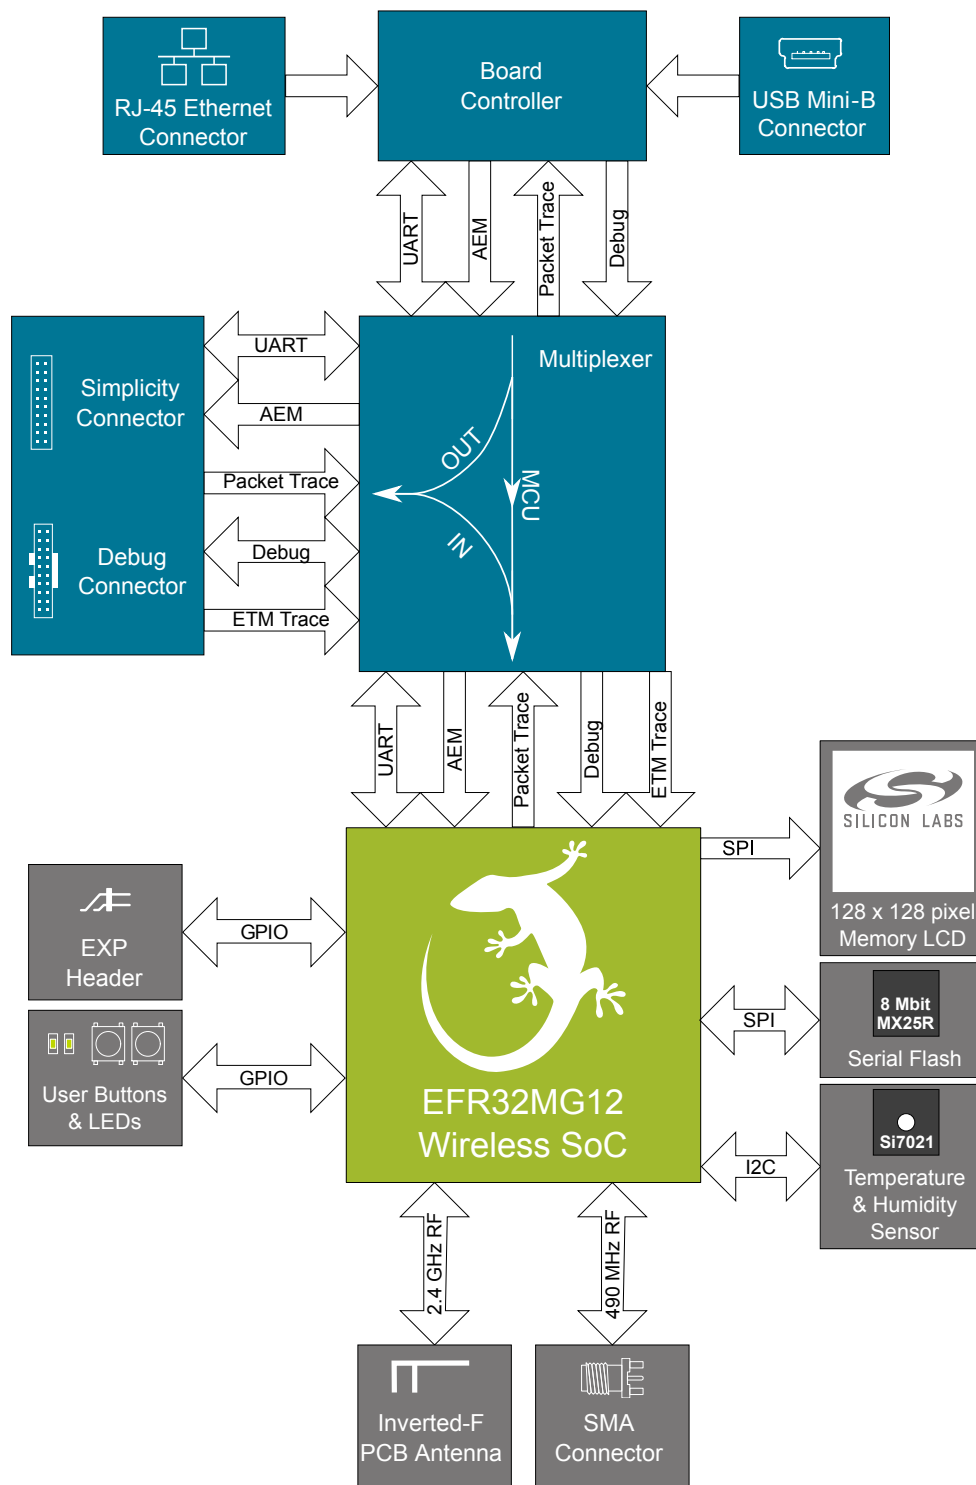 RJ-45 Ethernet
Connector
Board
Controller
USB Mini-B
Connector
UART
AEM
Packet Trace
Debug
Simplicity
Connector
Debug
Connector
UART
AEM
Packet Trace
Debug
ETM Trace
Multiplexer
OUT
MCU
IN
UART
AEM
Packet Trace
Debug
ETM Trace
SPI
SILICON LABS
128 x 128 pixel
Memory LCD
EXP
Header
GPIO
User Buttons
& LEDs
GPIO
EFR32MG12
Wireless SoC
SPI
8 Mbit
MX25R
Serial Flash
I2C
Si7021
Temperature
& Humidity
Sensor
2.4 GHz RF
490 MHz RF
Inverted-F
PCB Antenna
SMA
Connector